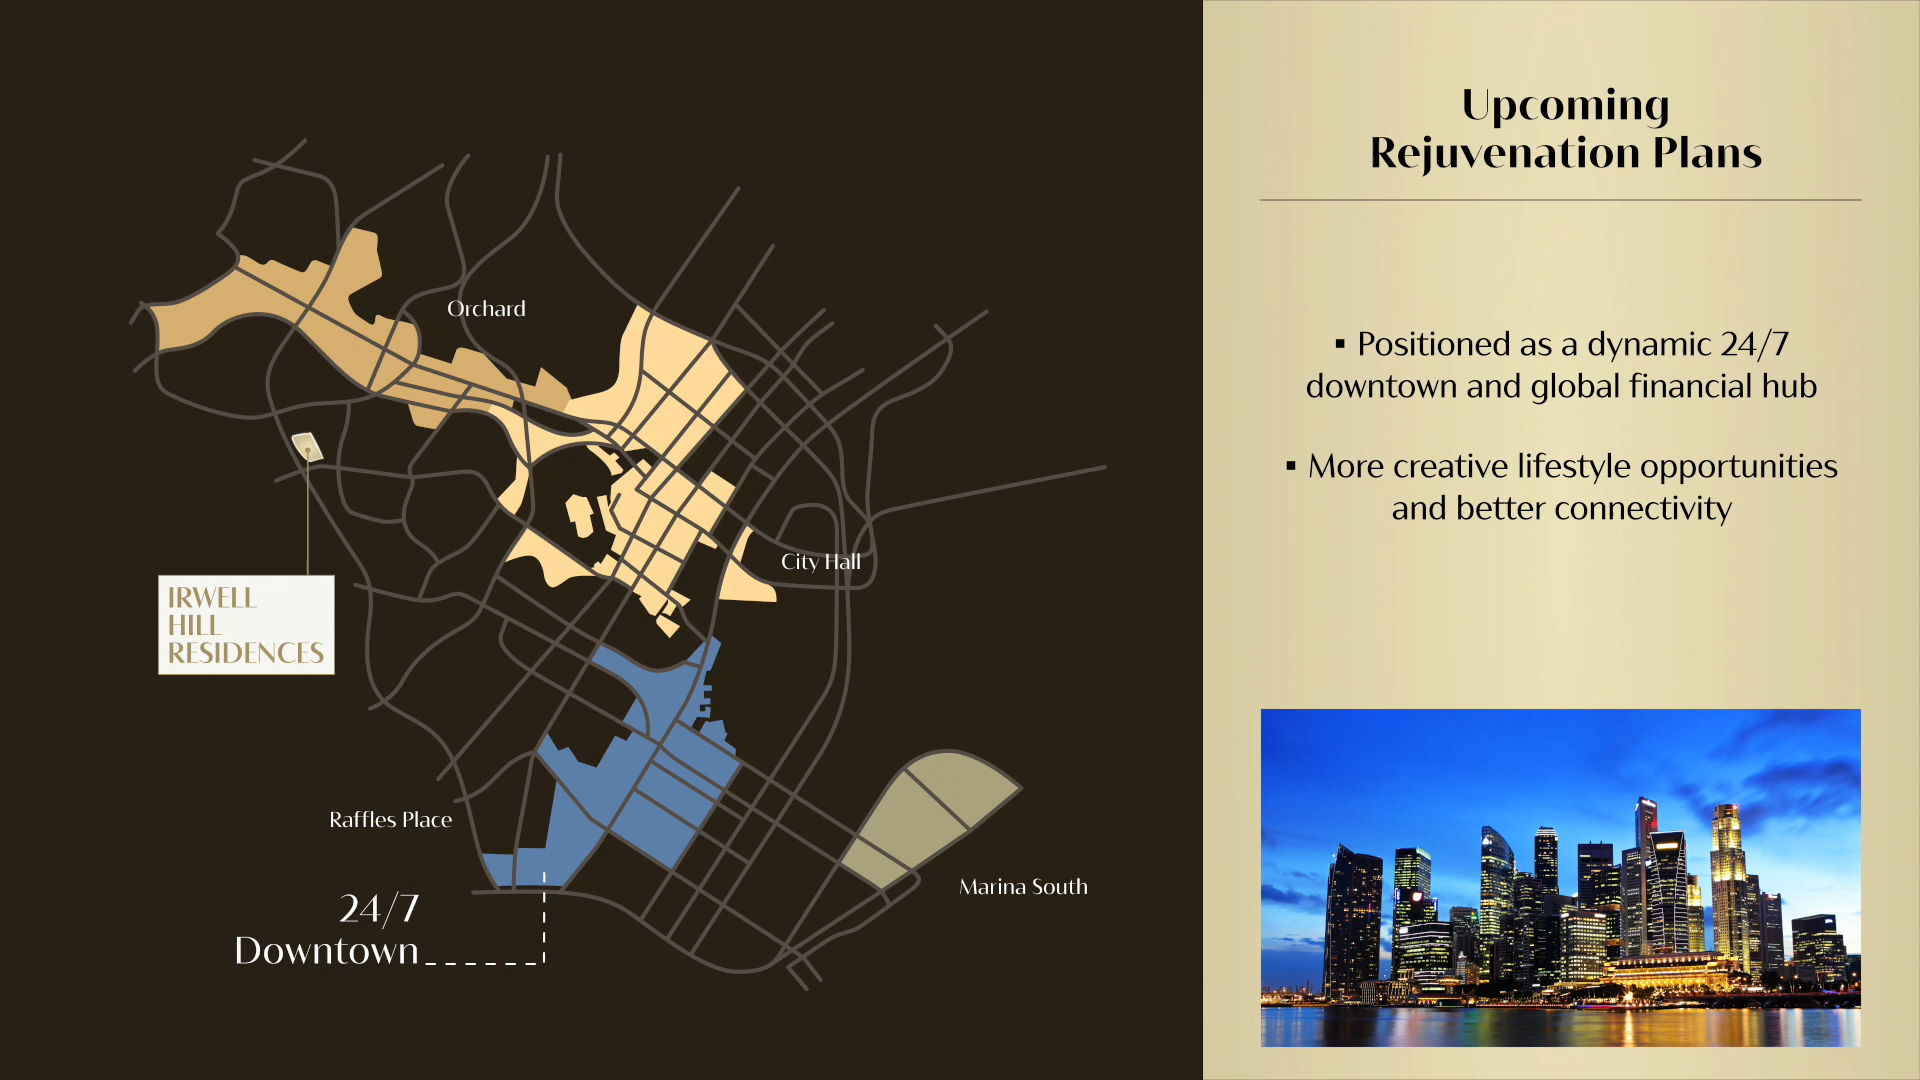 Upcoming
Rejuvenation Plans
▪ Positioned as a dynamic 24/7
downtown and global financial hub
▪ More creative lifestyle opportunities
and better connectivity
Orchard
City Hall
IRWELL
HILL
RESIDENCES
Raffles Place
Marina South
24/7
Downtown